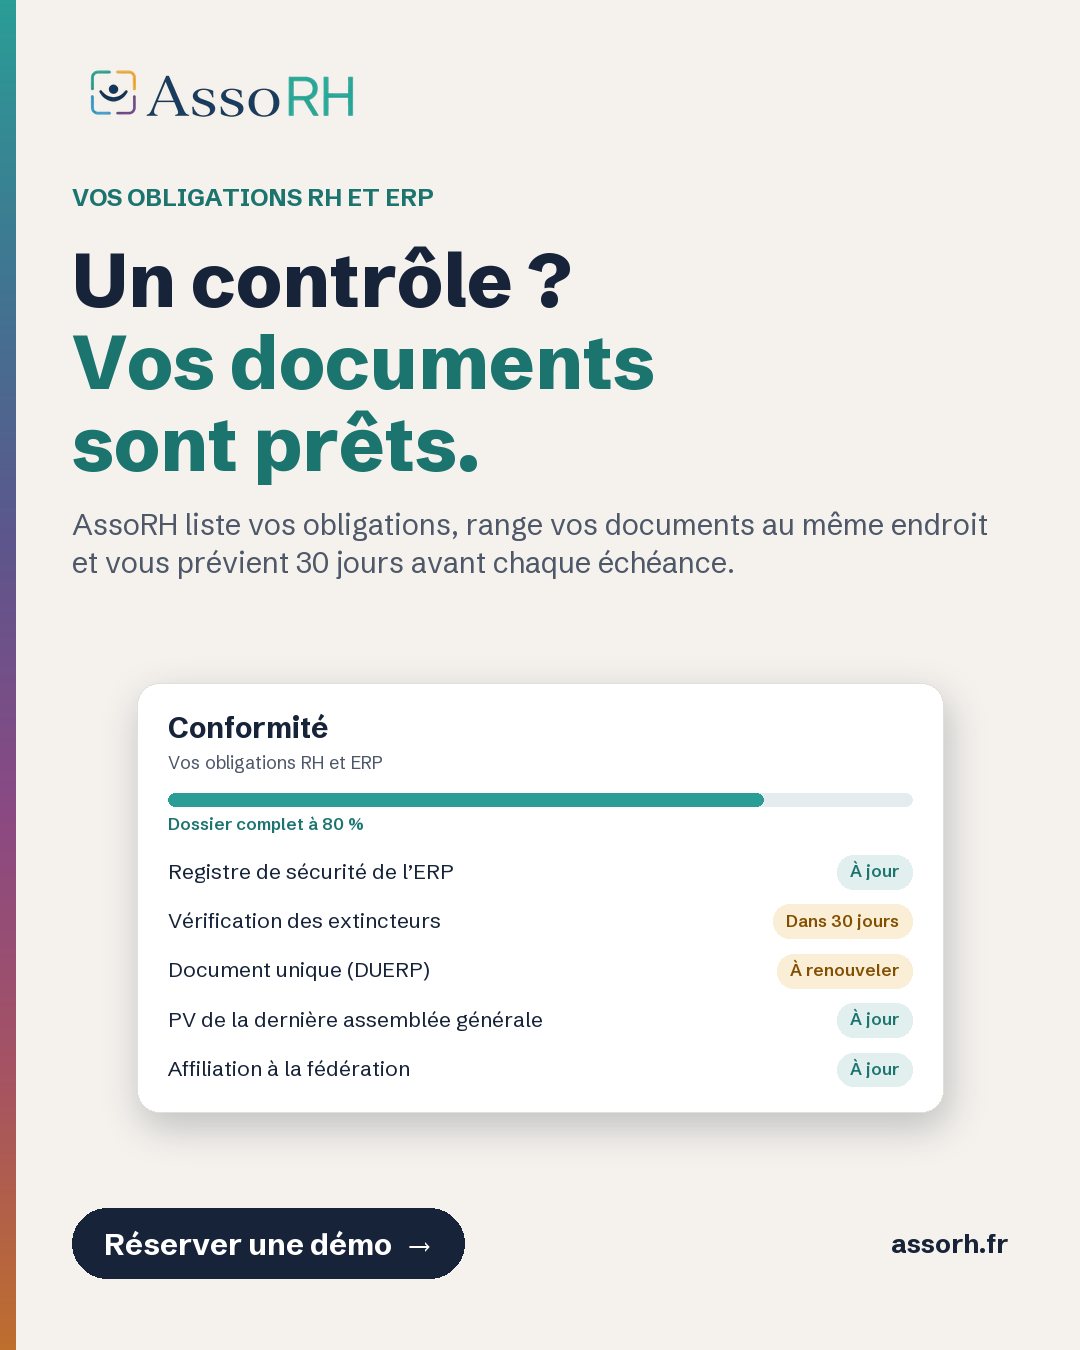 AssoRH
VOS OBLIGATIONS RH ET ERP
Un contrôle ?
Vos documents
sont prêts.
AssoRH liste vos obligations, range vos documents au même endroit
et vous prévient 30 jours avant chaque échéance.
Conformité
Vos obligations RH et ERP
Dossier complet à 80 %
Registre de sécurité de l’ERP À jour
Vérification des extincteurs Dans 30 jours
Document unique (DUERP) À renouveler
PV de la dernière assemblée générale À jour
Affiliation à la fédération À jour
Réserver une démo → assorh.fr